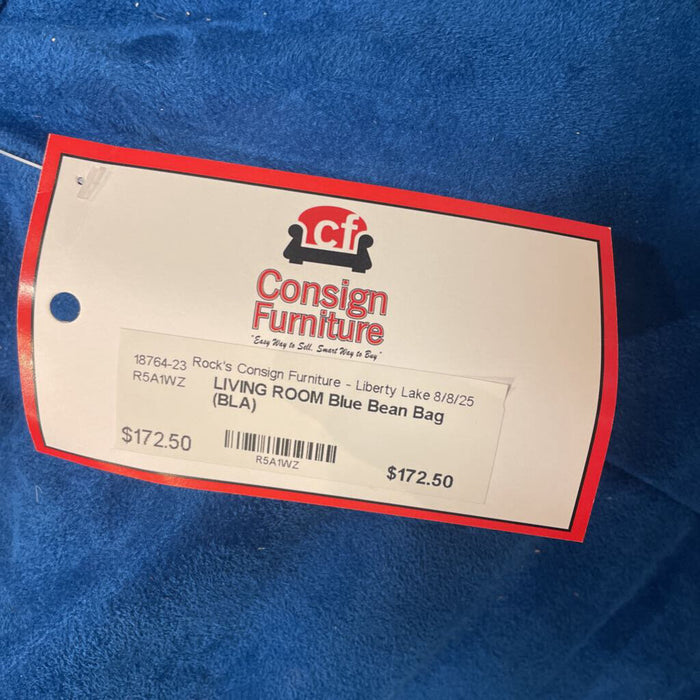 cf
Consign
Furniture
"Easy Way to Sell, Smart Way to Buy"
18764-23 Rock's Consign Furniture - Liberty Lake 8/8/25
R5A1WZ LIVING ROOM Blue Bean Bag
(BLA)
$172.50
R5A1WZ
$172.50